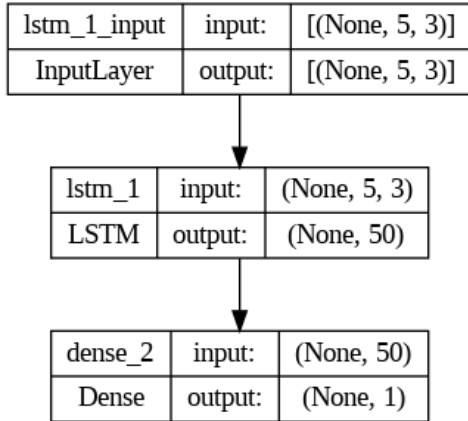 lstm_1_input input: [(None, 5, 3)]
InputLayer output: [(None, 5, 3)]
lstm_1 input: (None, 5, 3)
LSTM output: (None, 50)
dense_2 input: (None, 50)
Dense output: (None, 1)